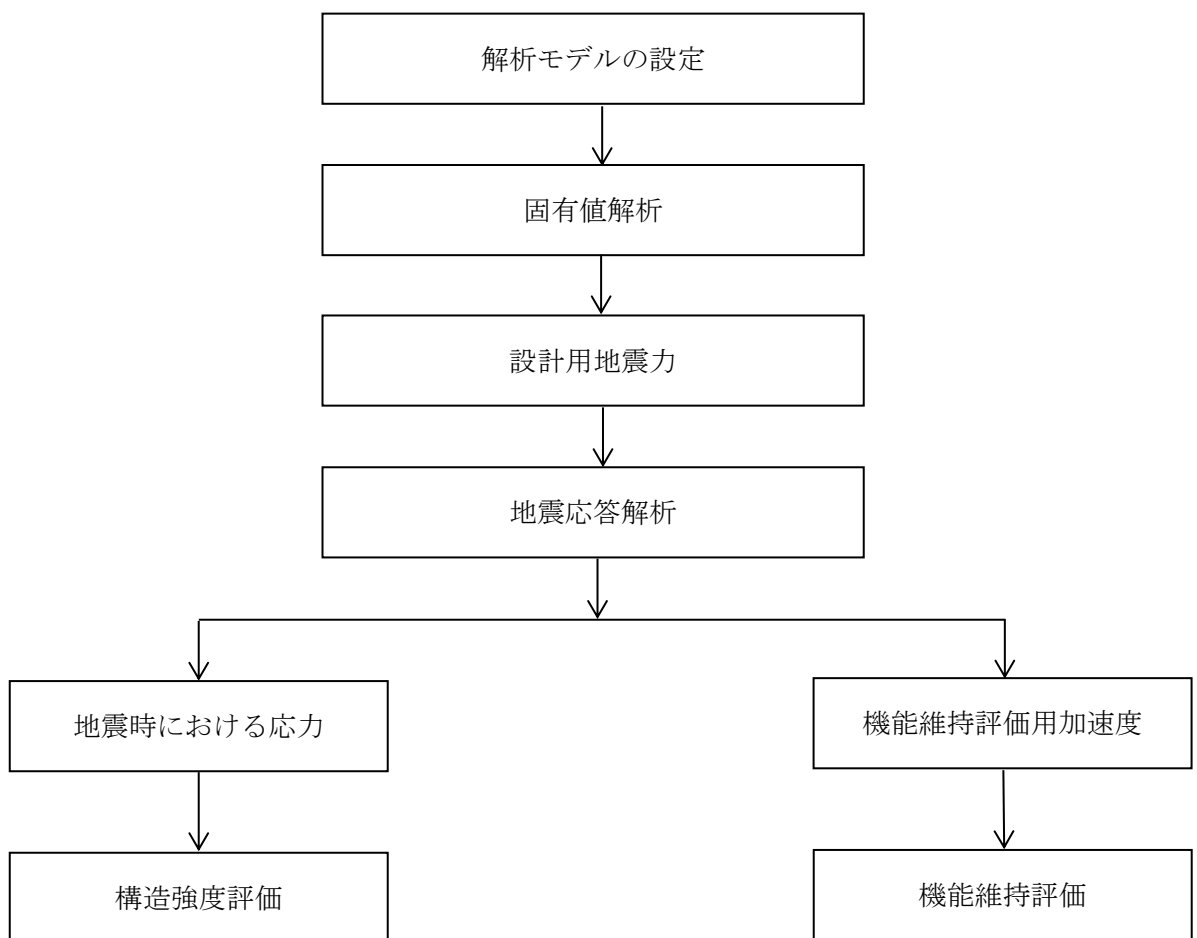 解析モデルの設定
固有値解析
設計用地震力
地震応答解析
地震時における応力
機能維持評価用加速度
構造強度評価
機能維持評価